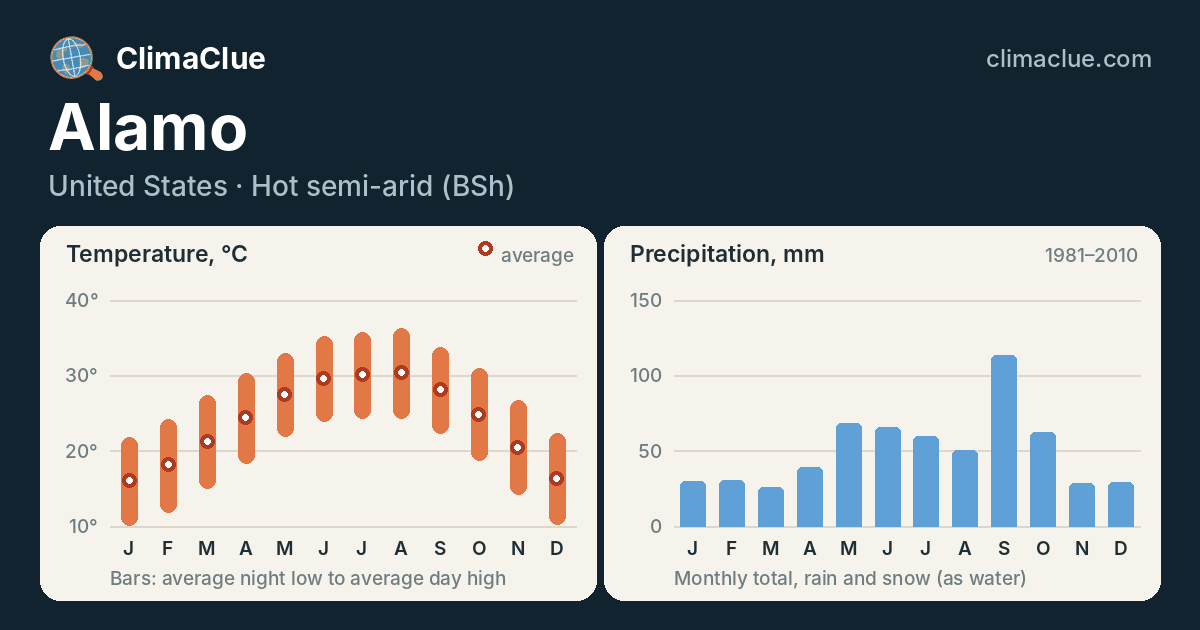 ClimaClue
climaclue.com
Alamo
United States · Hot semi-arid (BSh)
Temperature, °C
average
40°
30°
20°
10°
J F M A M J J A S O N D
Bars: average night low to average day high
Precipitation, mm
1981–2010
150
100
50
0
J F M A M J J A S O N D
Monthly total, rain and snow (as water)